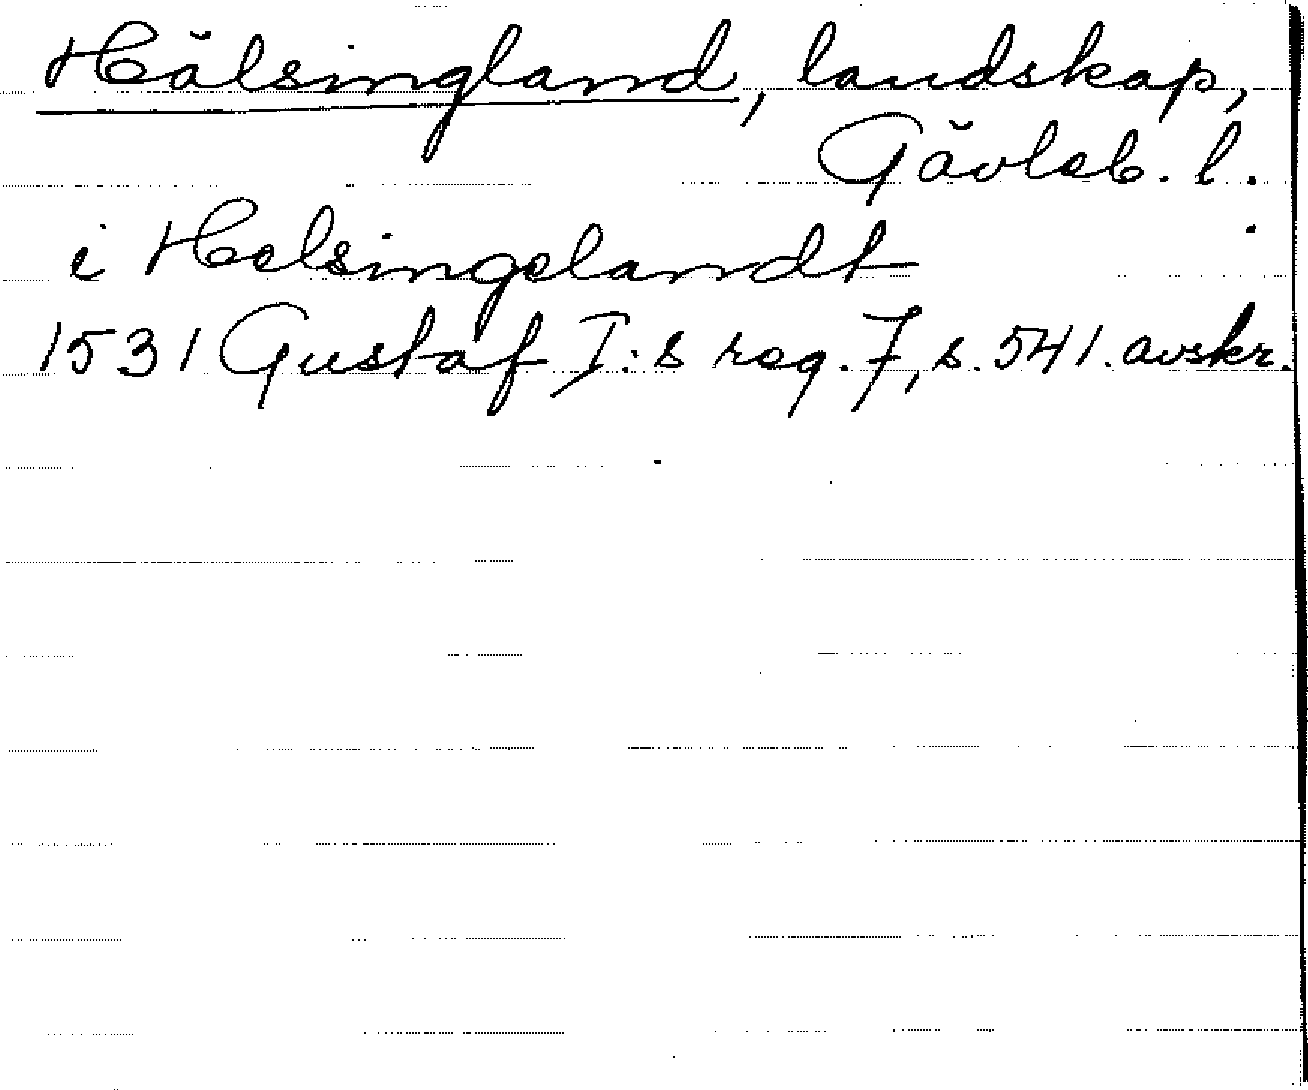 Hälsingland, landskap,
Gävleb. l.
i Helsingelandt
1531 Gustaf I:s reg. 7, s. 541. avskr.